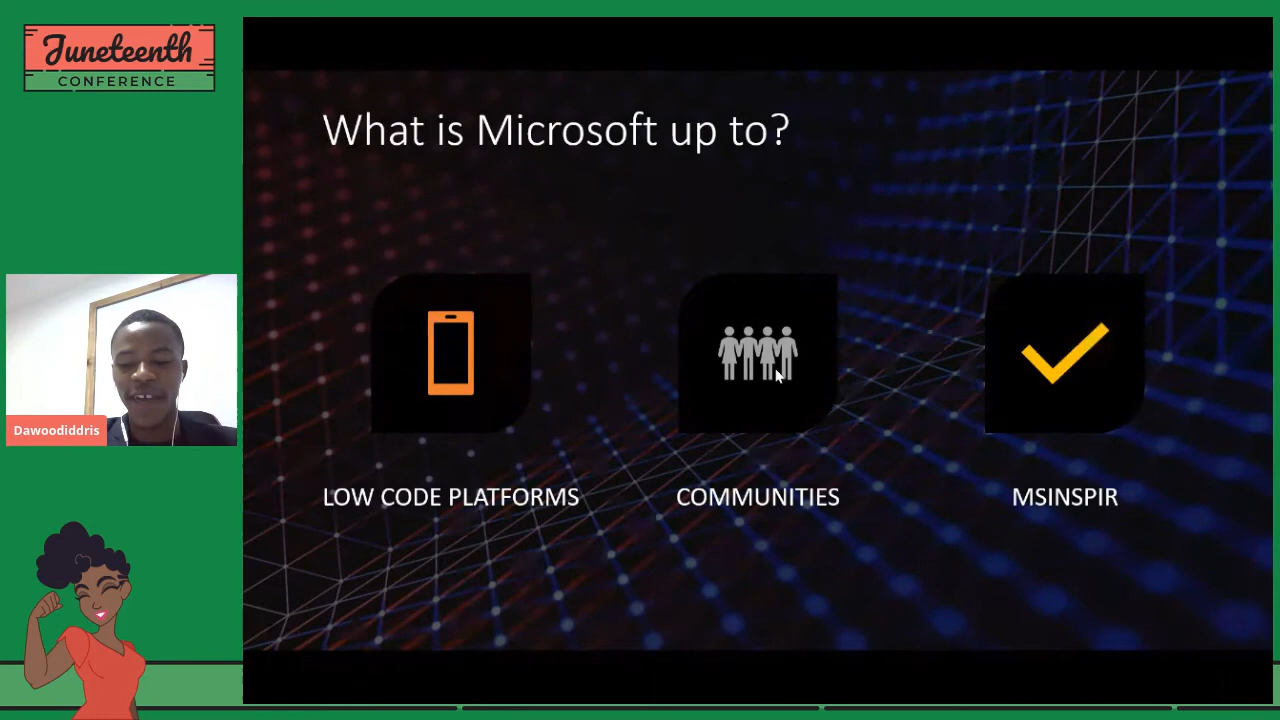 Juneteenth
CONFERENCE
What is Microsoft up to?
LOW CODE PLATFORMS
COMMUNITIES
MSINSPIR
Dawoodiddris